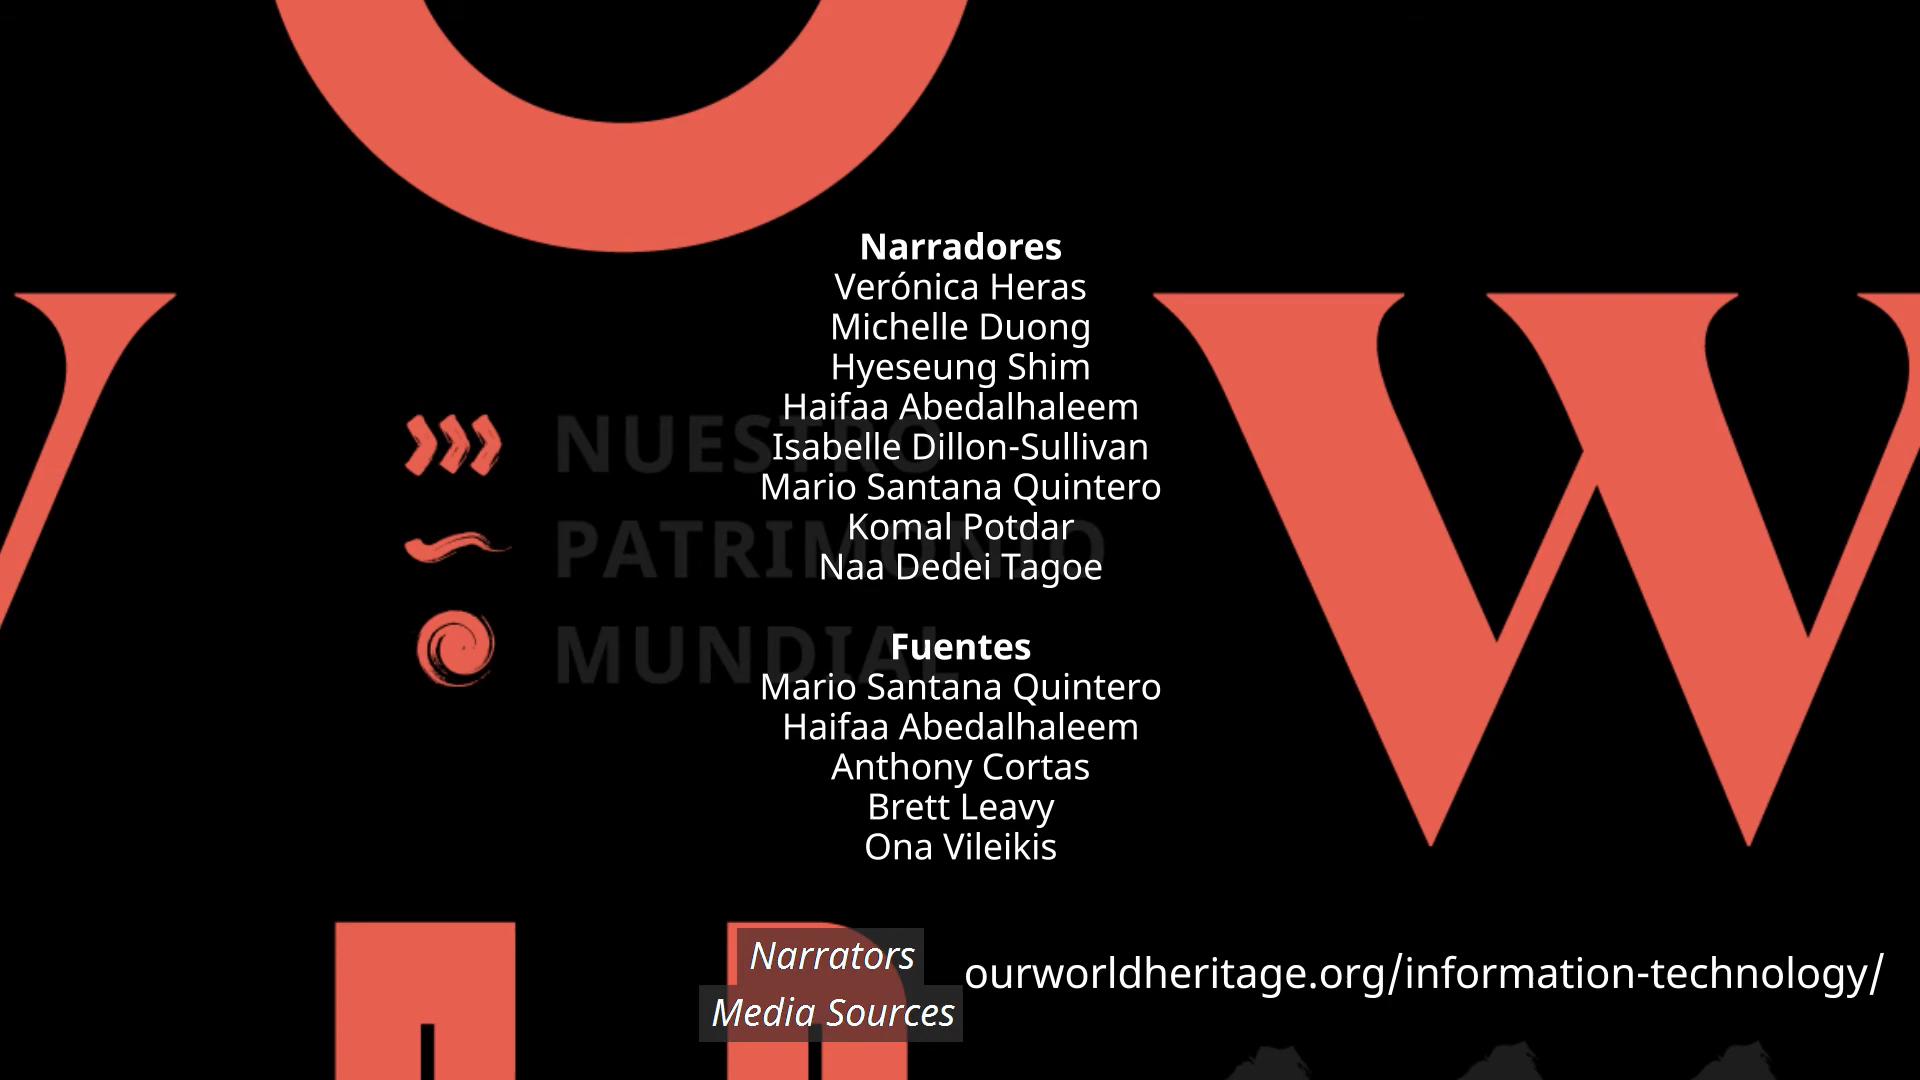 O
W
NUESTRO
PATRIMONIO
MUNDIAL
Narradores
Verónica Heras
Michelle Duong
Hyeseung Shim
Haifaa Abedalhaleem
Isabelle Dillon-Sullivan
Mario Santana Quintero
Komal Potdar
Naa Dedei Tagoe
Fuentes
Mario Santana Quintero
Haifaa Abedalhaleem
Anthony Cortas
Brett Leavy
Ona Vileikis
Narrators
Media Sources
ourworldheritage.org/information-technology/